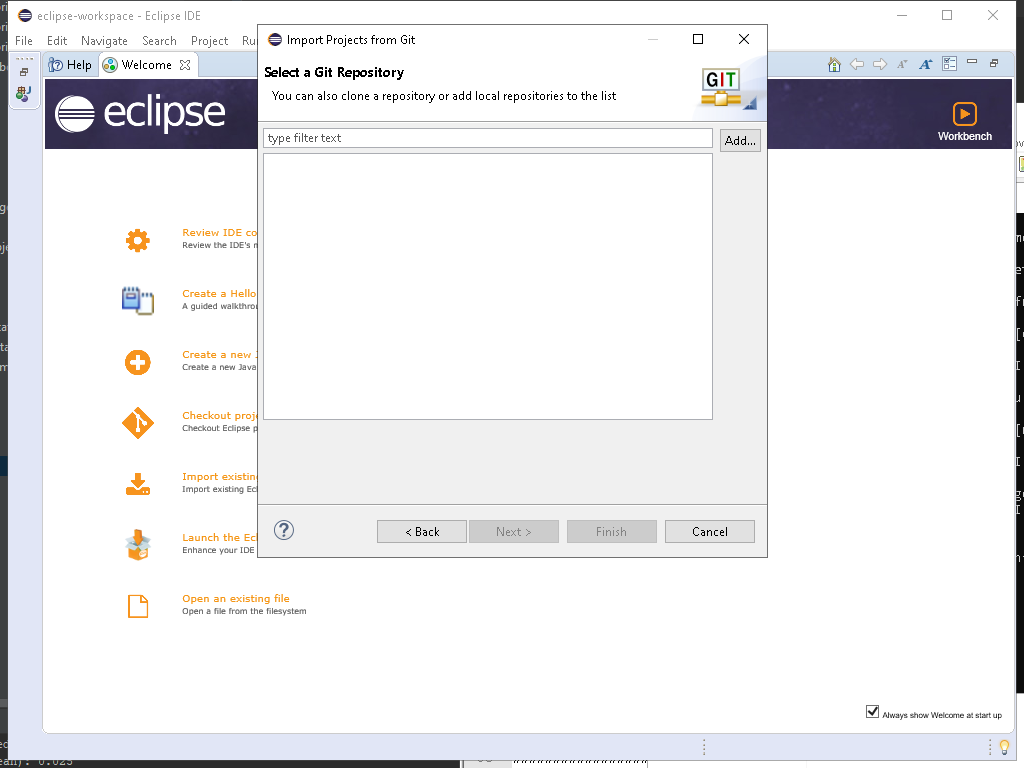 eclipse-workspace - Eclipse IDE
File Edit Navigate Search Project
Help Welcome
eclipse
Workbench
Import Projects from Git
Select a Git Repository
You can also clone a repository or add local repositories to the list
GIT
type filter text
Add...
< Back Next > Finish Cancel
Review IDE co
Review the IDE's
Create a Hello
A guided walkthro
Create a new
Create a new Java
Checkout proj
Checkout Eclipse p
Import existin
Import existing Ecl
Launch the Ecl
Enhance your IDE
Open an existing file
Open a file from the filesystem
Always show Welcome at start up